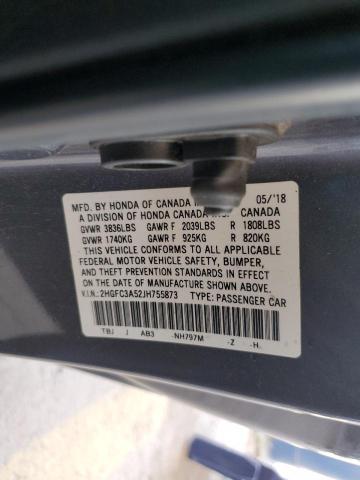 MFD. BY HONDA OF CANADA 05/'18
A DIVISION OF HONDA CANADA INC. CANADA
GVWR 3836LBS GAWR F 2039LBS R 1808LBS
GVWR 1740KG GAWR F 925KG R 820KG
THIS VEHICLE CONFORMS TO ALL APPLICABLE
FEDERAL MOTOR VEHICLE SAFETY, BUMPER,
AND THEFT PREVENTION STANDARDS IN EFFECT
ON THE DATE OF MANUFACTURE SHOWN ABOVE.
V.I.N: 2HGFC3A52JH755873 TYPE: PASSENGER CAR
TBJ J AB3 -NH797M -Z -H-